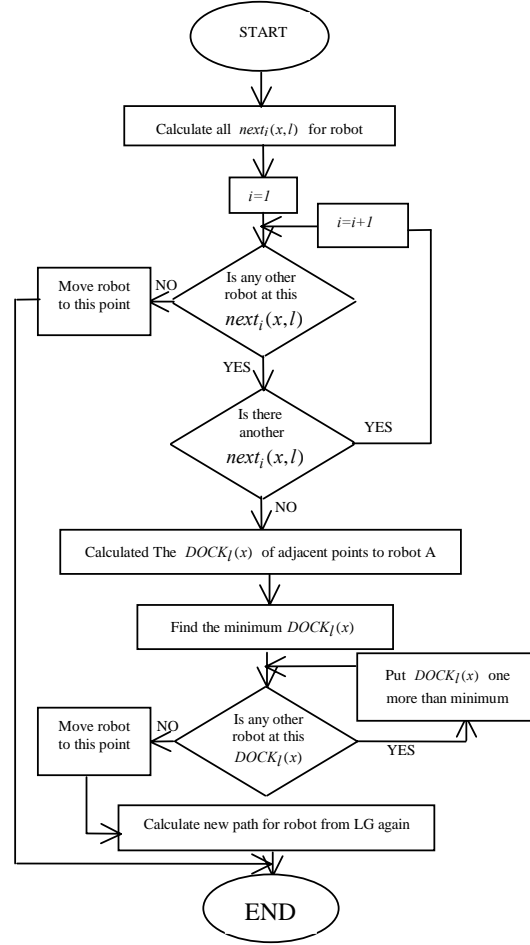 START
Calculate all next_i(x,l) for robot
i=1
i=i+1
Move robot
to this point
NO
Is any other
robot at this
next_i(x,l)
YES
Is there
another
next_i(x,l)
YES
NO
Calculated The DOCK_l(x) of adjacent points to robot A
Find the minimum DOCK_l(x)
Put DOCK_l(x) one
more than minimum
Move robot
to this point
NO
Is any other
robot at this
DOCK_l(x)
YES
Calculate new path for robot from LG again
END